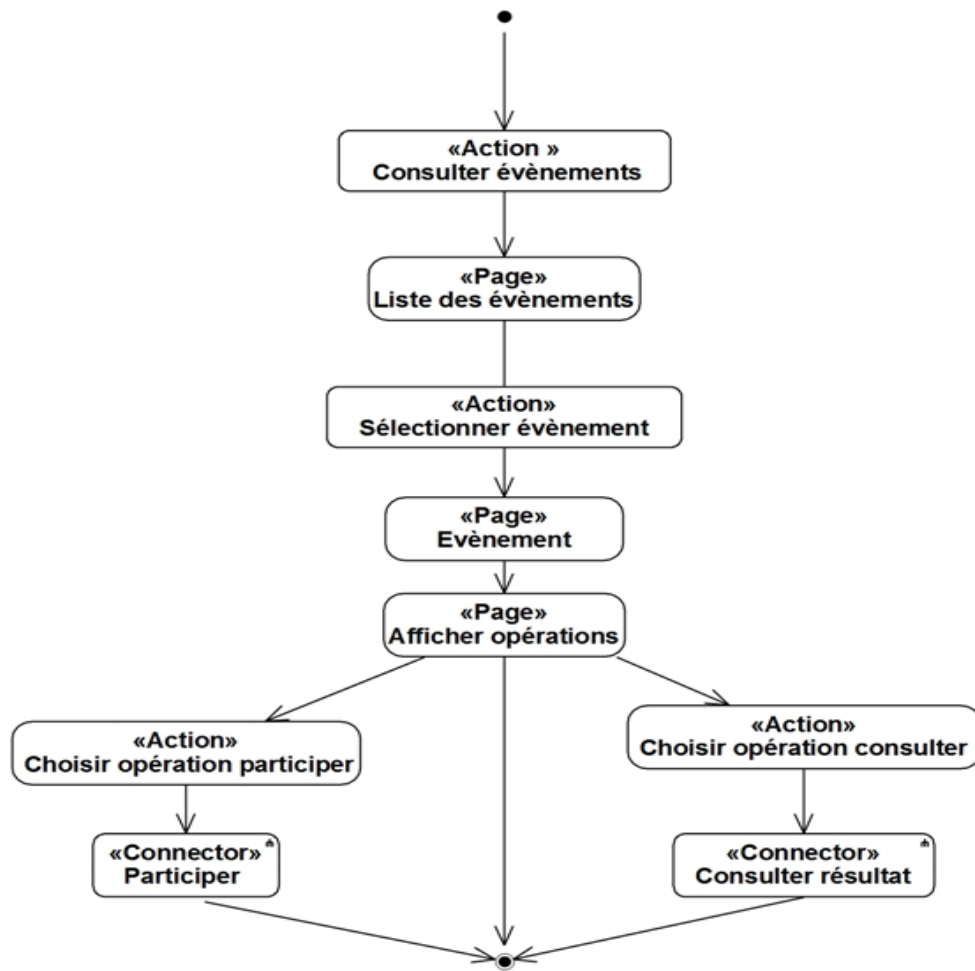 «Action »
Consulter évènements
«Page»
Liste des évènements
«Action»
Sélectionner évènement
«Page»
Evènement
«Page»
Afficher opérations
«Action»
Choisir opération participer
«Action»
Choisir opération consulter
«Connector»
Participer
«Connector»
Consulter résultat